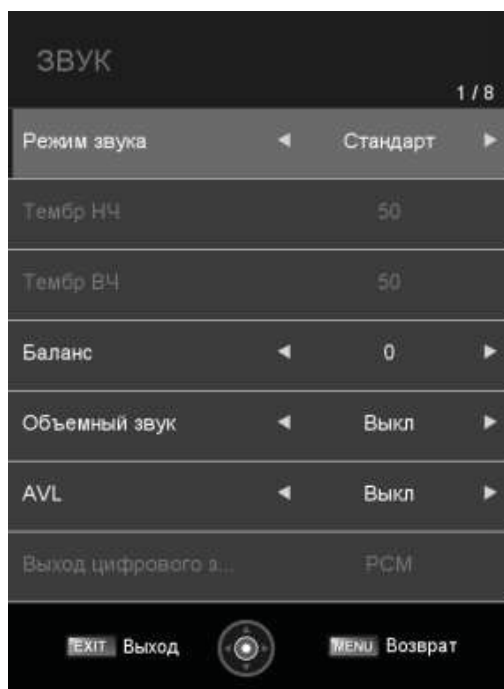 ЗВУК
1 / 8
Режим звука ◄ Стандарт ►
Тембр НЧ 50
Тембр ВЧ 50
Баланс ◄ 0 ►
Объемный звук ◄ Выкл ►
AVL ◄ Выкл ►
Выход цифрового з... PCM
EXIT Выход MENU Возврат